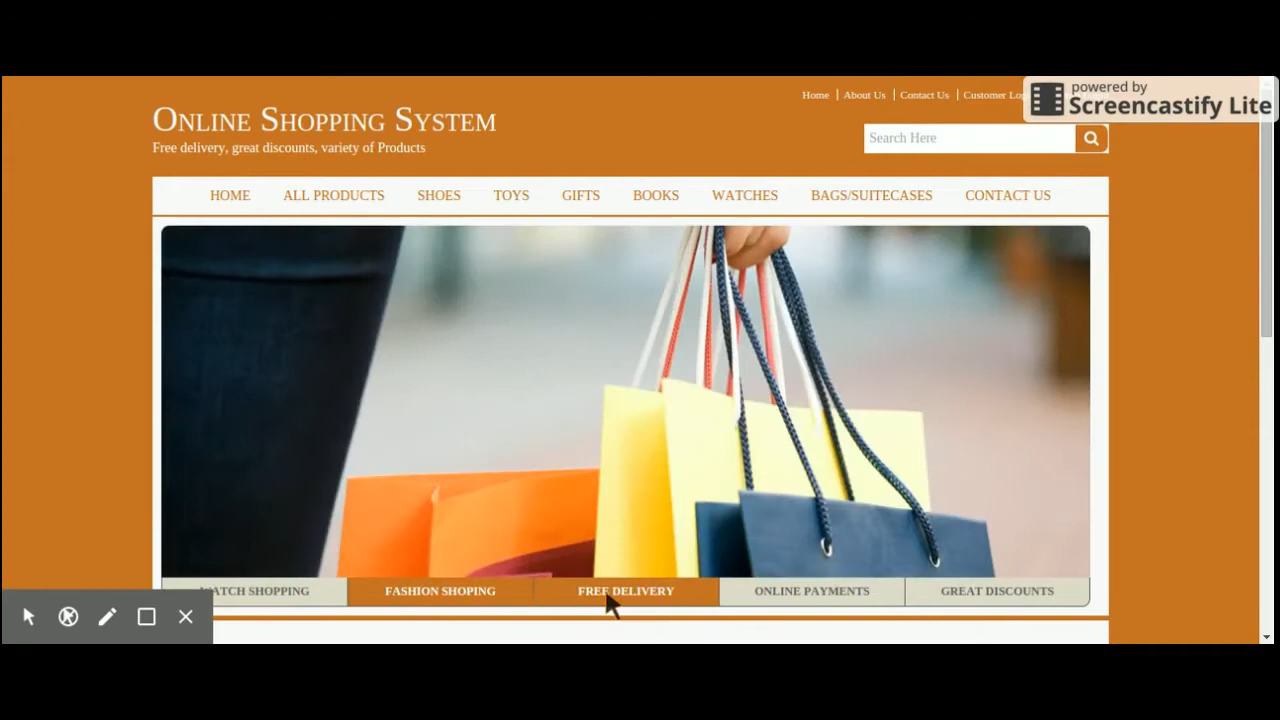 Home About Us Contact Us Customer
powered by
Screencastify Lite
ONLINE SHOPPING SYSTEM
Free delivery, great discounts, variety of Products
Search Here
HOME ALL PRODUCTS SHOES TOYS GIFTS BOOKS WATCHES BAGS/SUITECASES CONTACT US
SHOPPING FASHION SHOPING FREE DELIVERY ONLINE PAYMENTS GREAT DISCOUNTS